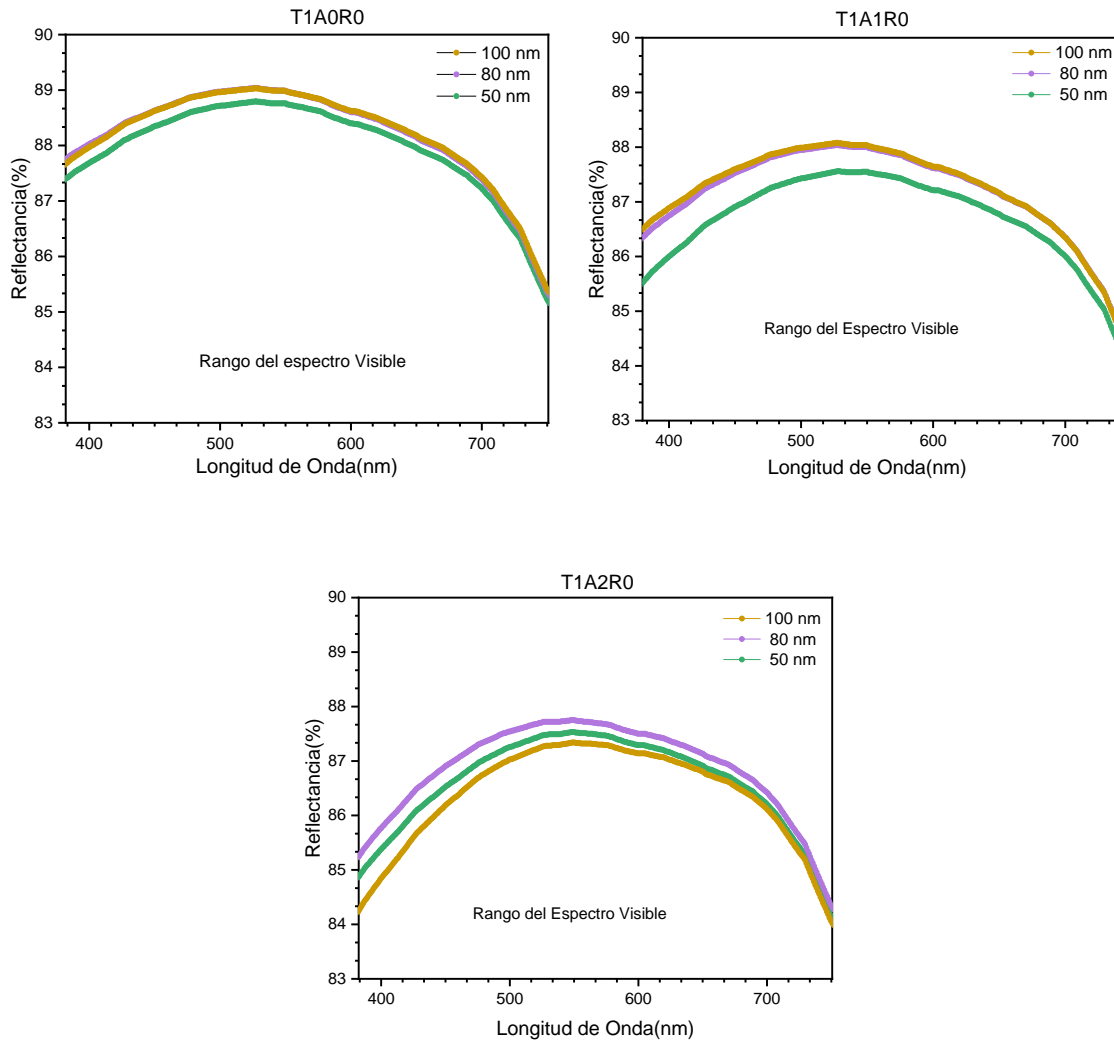 T1A0R0
90
89
88
87
86
85
84
83
Reflectancia(%)
100 nm
80 nm
50 nm
Rango del espectro Visible
400 500 600 700
Longitud de Onda(nm)
T1A1R0
90
89
88
87
86
85
84
83
Reflectancia(%)
100 nm
80 nm
50 nm
Rango del Espectro Visible
400 500 600 700
Longitud de Onda(nm)
T1A2R0
90
89
88
87
86
85
84
83
Reflectancia(%)
100 nm
80 nm
50 nm
Rango del Espectro Visible
400 500 600 700
Longitud de Onda(nm)